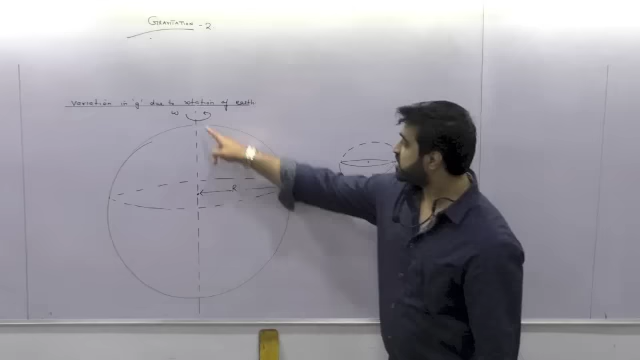 GRAVITATION - 2
Variation in 'g' due to rotation of earth
ω
R